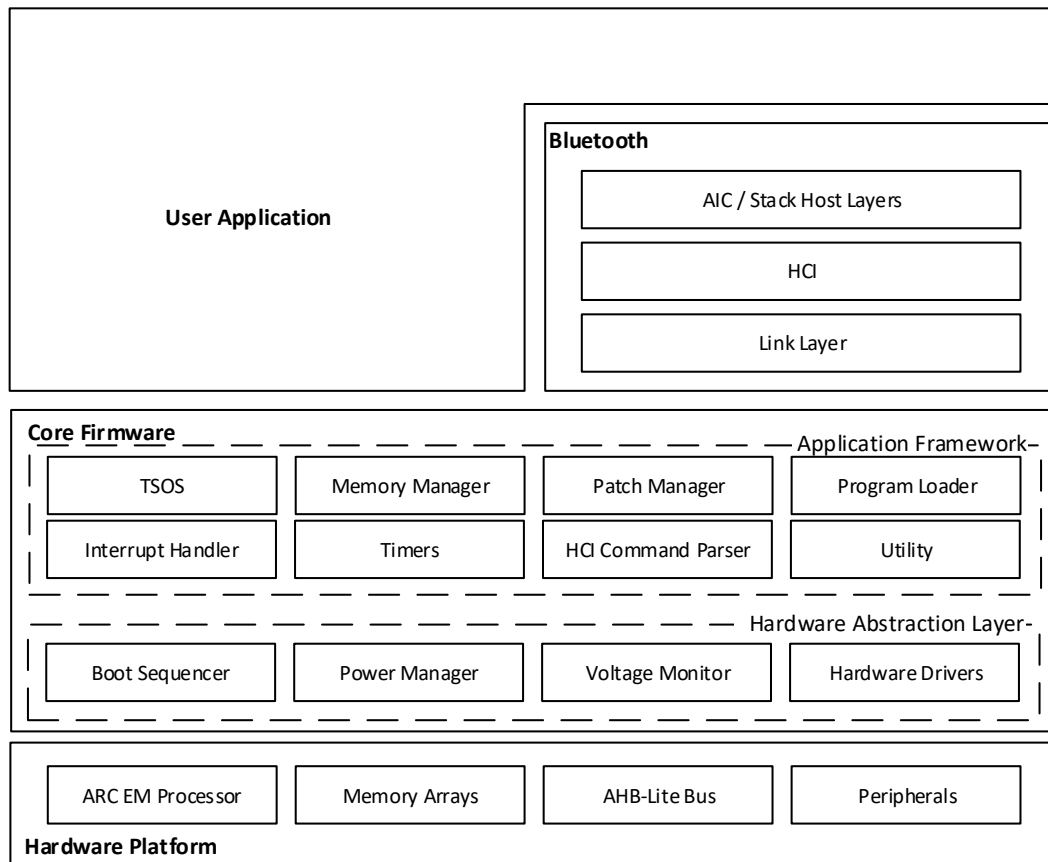 Bluetooth
AIC / Stack Host Layers
User Application
HCI
Link Layer
Core Firmware
Application Framework
TSOS
Memory Manager
Patch Manager
Program Loader
Interrupt Handler
Timers
HCI Command Parser
Utility
Hardware Abstraction Layer
Boot Sequencer
Power Manager
Voltage Monitor
Hardware Drivers
ARC EM Processor
Memory Arrays
AHB-Lite Bus
Peripherals
Hardware Platform